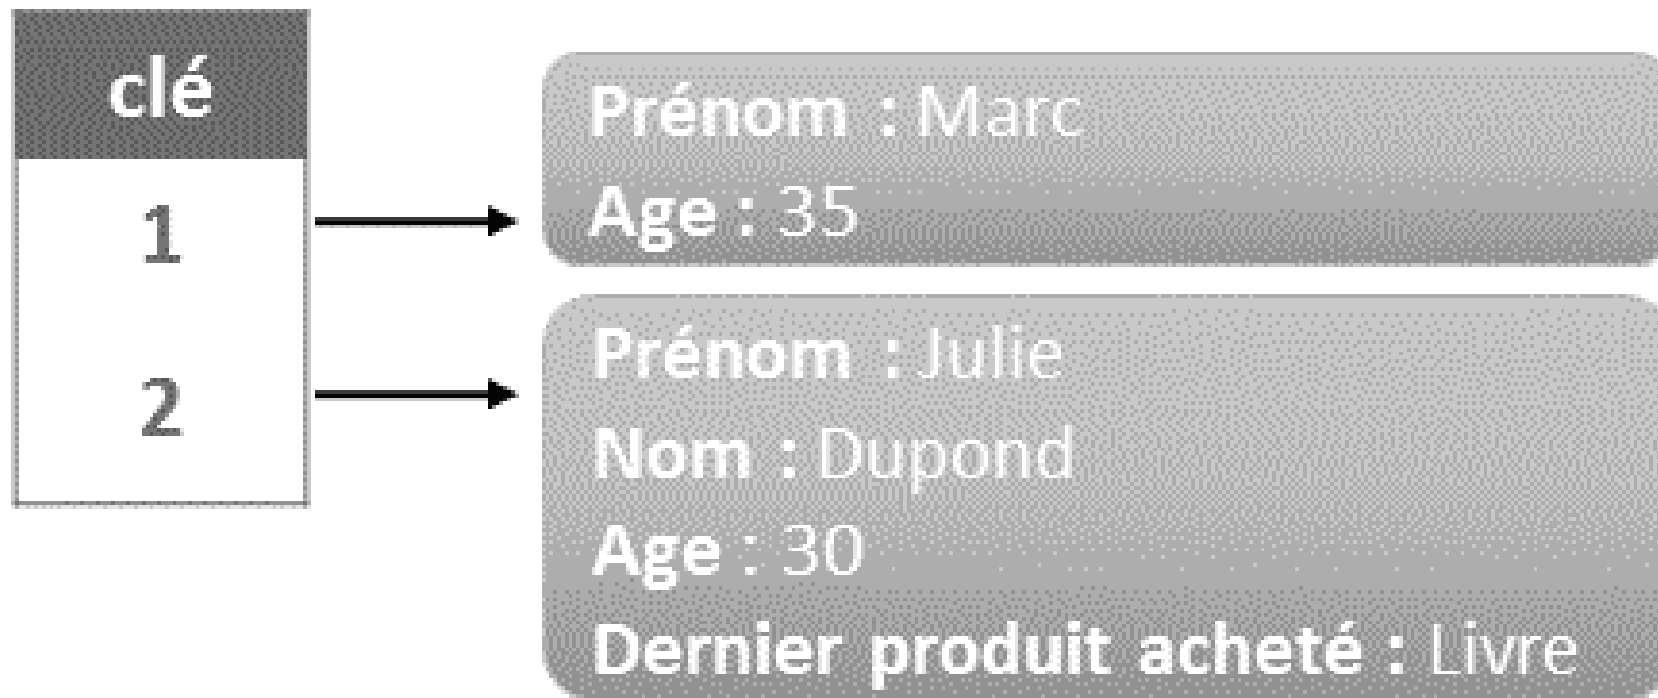 clé
1
2
Prénom : Marc
Age : 35
Prénom : Julie
Nom : Dupond
Age : 30
Dernier produit acheté : Livre